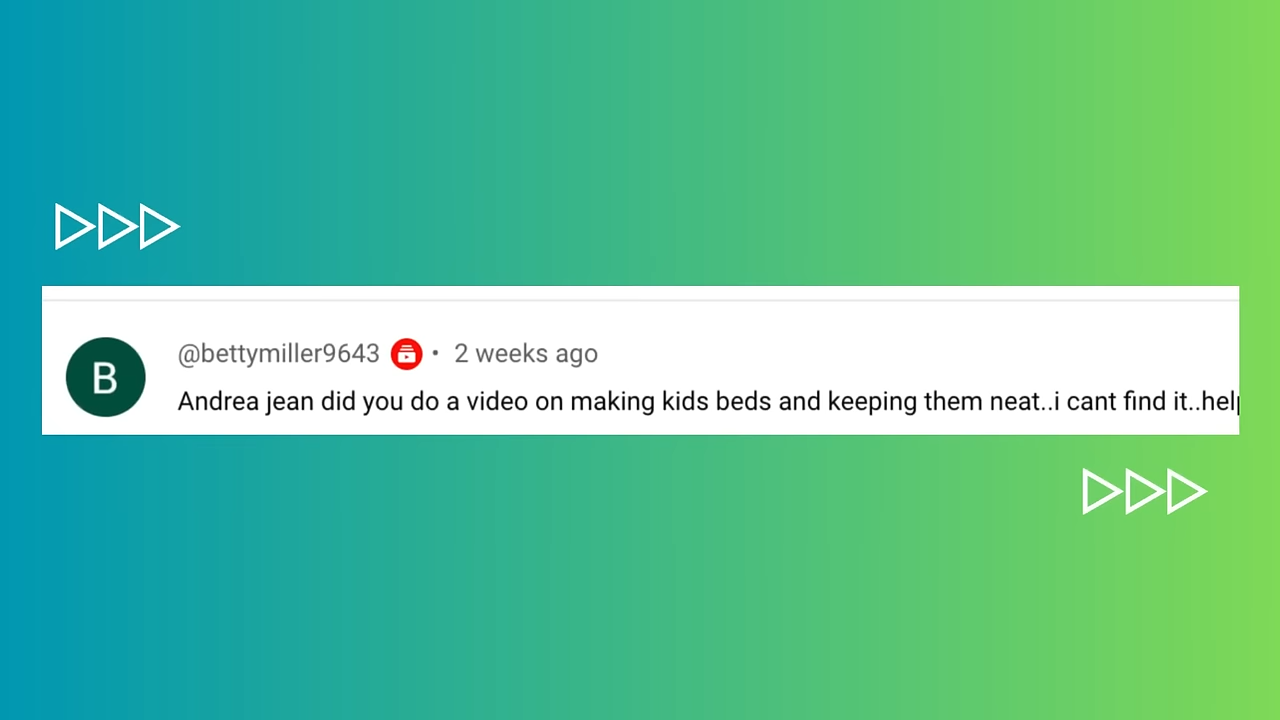 B
@bettymiller9643 • 2 weeks ago
Andrea jean did you do a video on making kids beds and keeping them neat..i cant find it..help